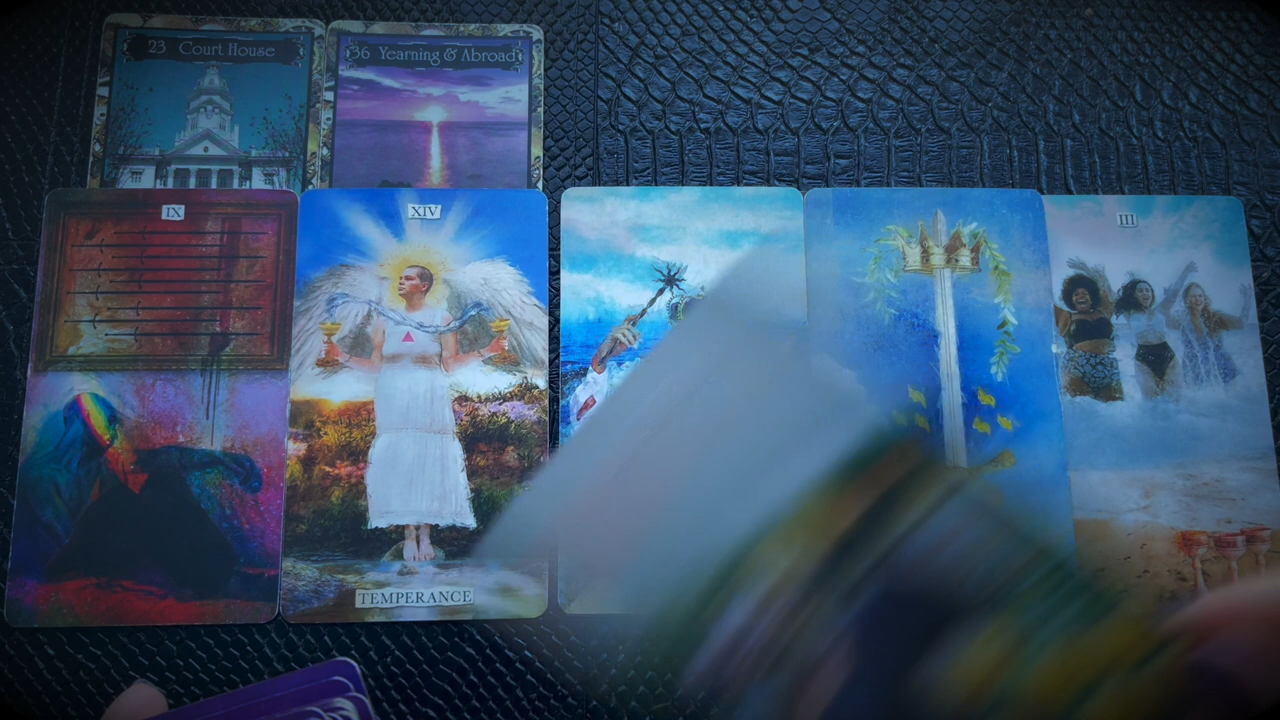 23 Court House
36 Yearning & Abroad
IX
XIV
III
TEMPERANCE